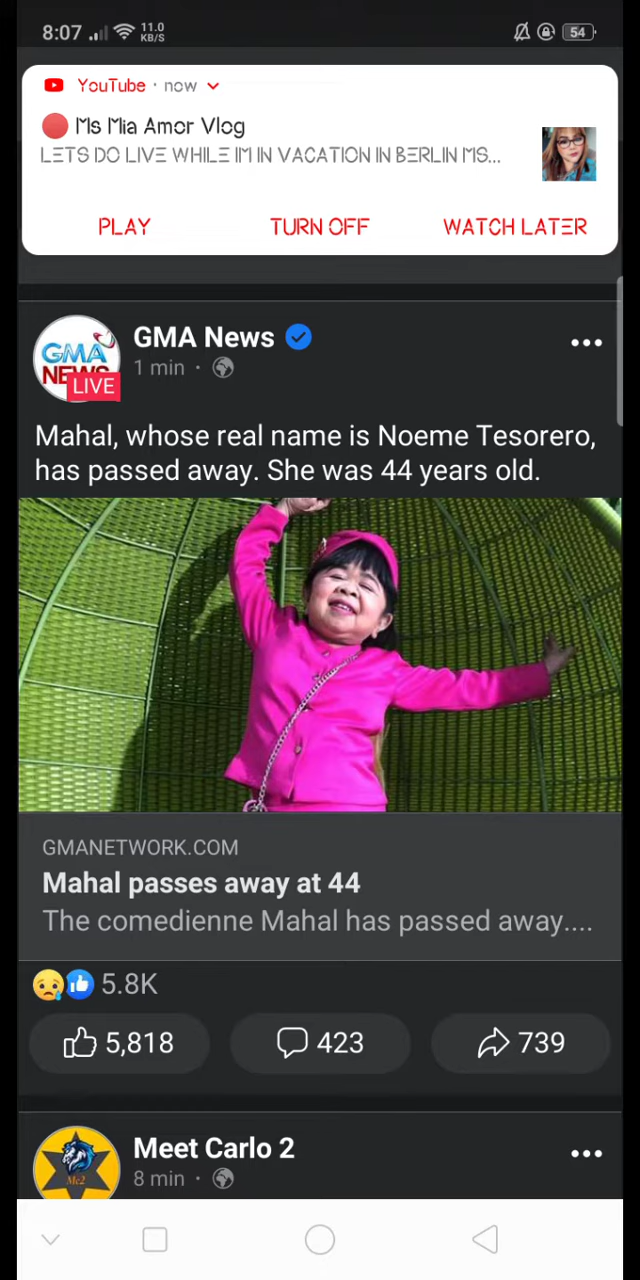 8:07 11.0 KB/S 54
YouTube · now
Ms Mia Amor Vlog
LETS DO LIVE WHILE IM IN VACATION IN BERLIN MS...
PLAY TURN OFF WATCH LATER
GMA NEWS LIVE
GMA News
1 min ·
Mahal, whose real name is Noeme Tesorero,
has passed away. She was 44 years old.
GMANETWORK.COM
Mahal passes away at 44
The comedienne Mahal has passed away....
5.8K
5,818 423 739
Mc2
Meet Carlo 2
8 min ·